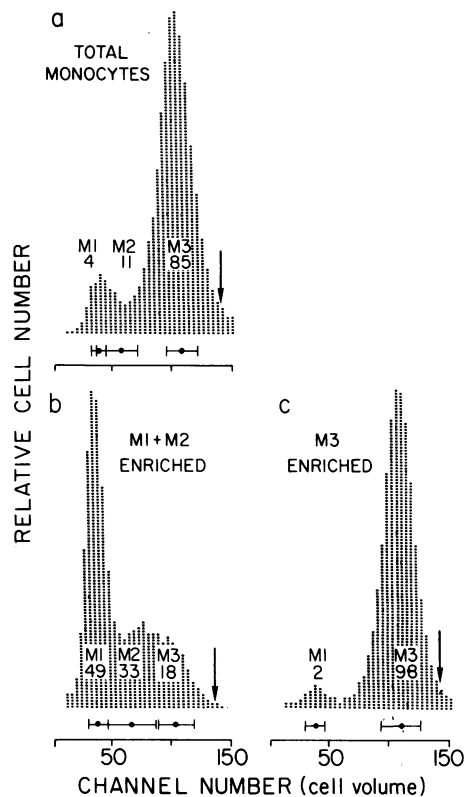 a
TOTAL
MONOCYTES
M1 M2 M3
4 11 85
b
M1+M2
ENRICHED
M1 M2 M3
49 33 18
c
M3
ENRICHED
M1 M3
2 98
50 150 50 150
RELATIVE CELL NUMBER
CHANNEL NUMBER (cell volume)